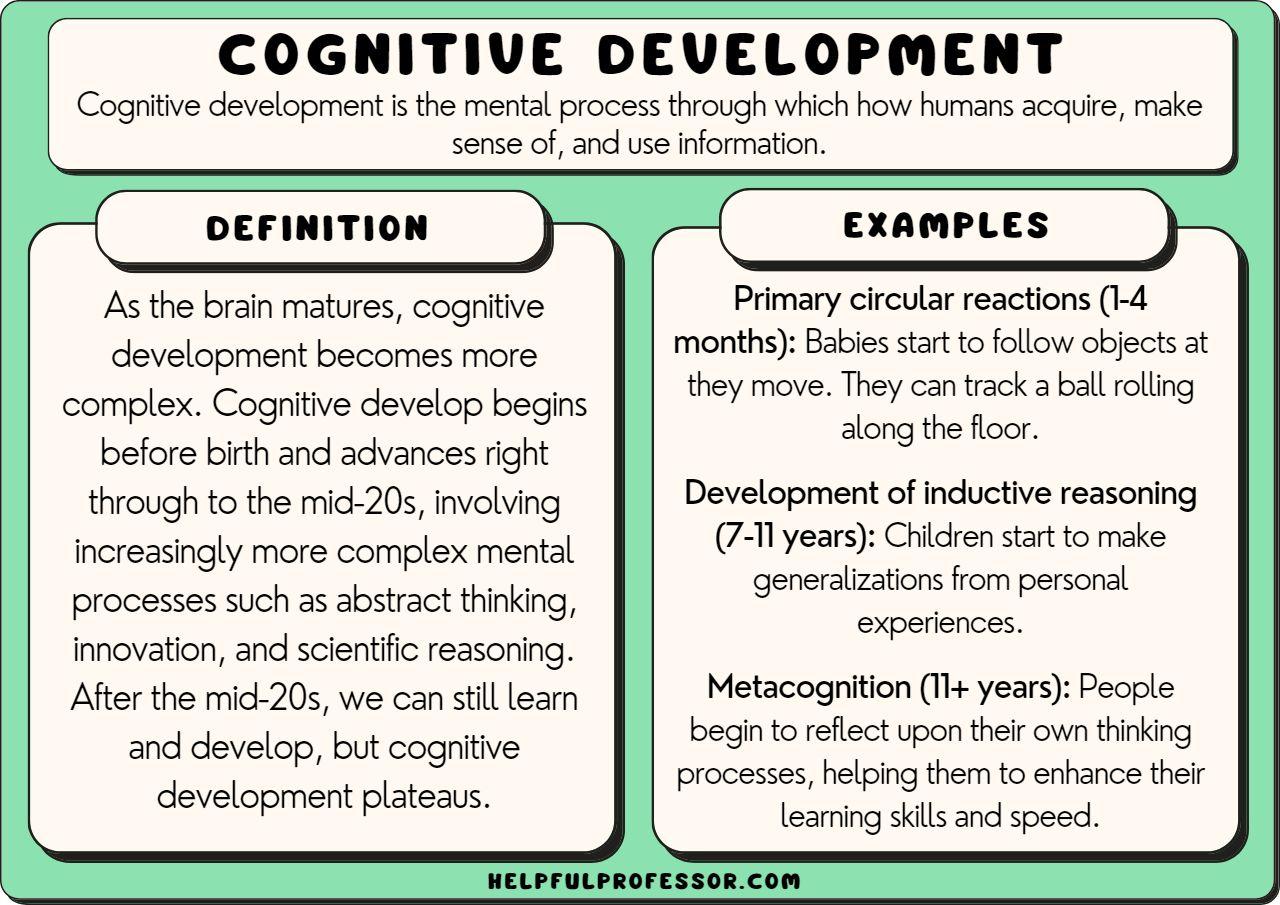 COGNITIVE DEVELOPMENT
Cognitive development is the mental process through which how humans acquire, make
sense of, and use information.
DEFINITION
As the brain matures, cognitive
development becomes more
complex. Cognitive develop begins
before birth and advances right
through to the mid-20s, involving
increasingly more complex mental
processes such as abstract thinking,
innovation, and scientific reasoning.
After the mid-20s, we can still learn
and develop, but cognitive
development plateaus.
EXAMPLES
Primary circular reactions (1-4
months): Babies start to follow objects at
they move. They can track a ball rolling
along the floor.
Development of inductive reasoning
(7-11 years): Children start to make
generalizations from personal
experiences.
Metacognition (11+ years): People
begin to reflect upon their own thinking
processes, helping them to enhance their
learning skills and speed.
HELPFULPROFESSOR.COM